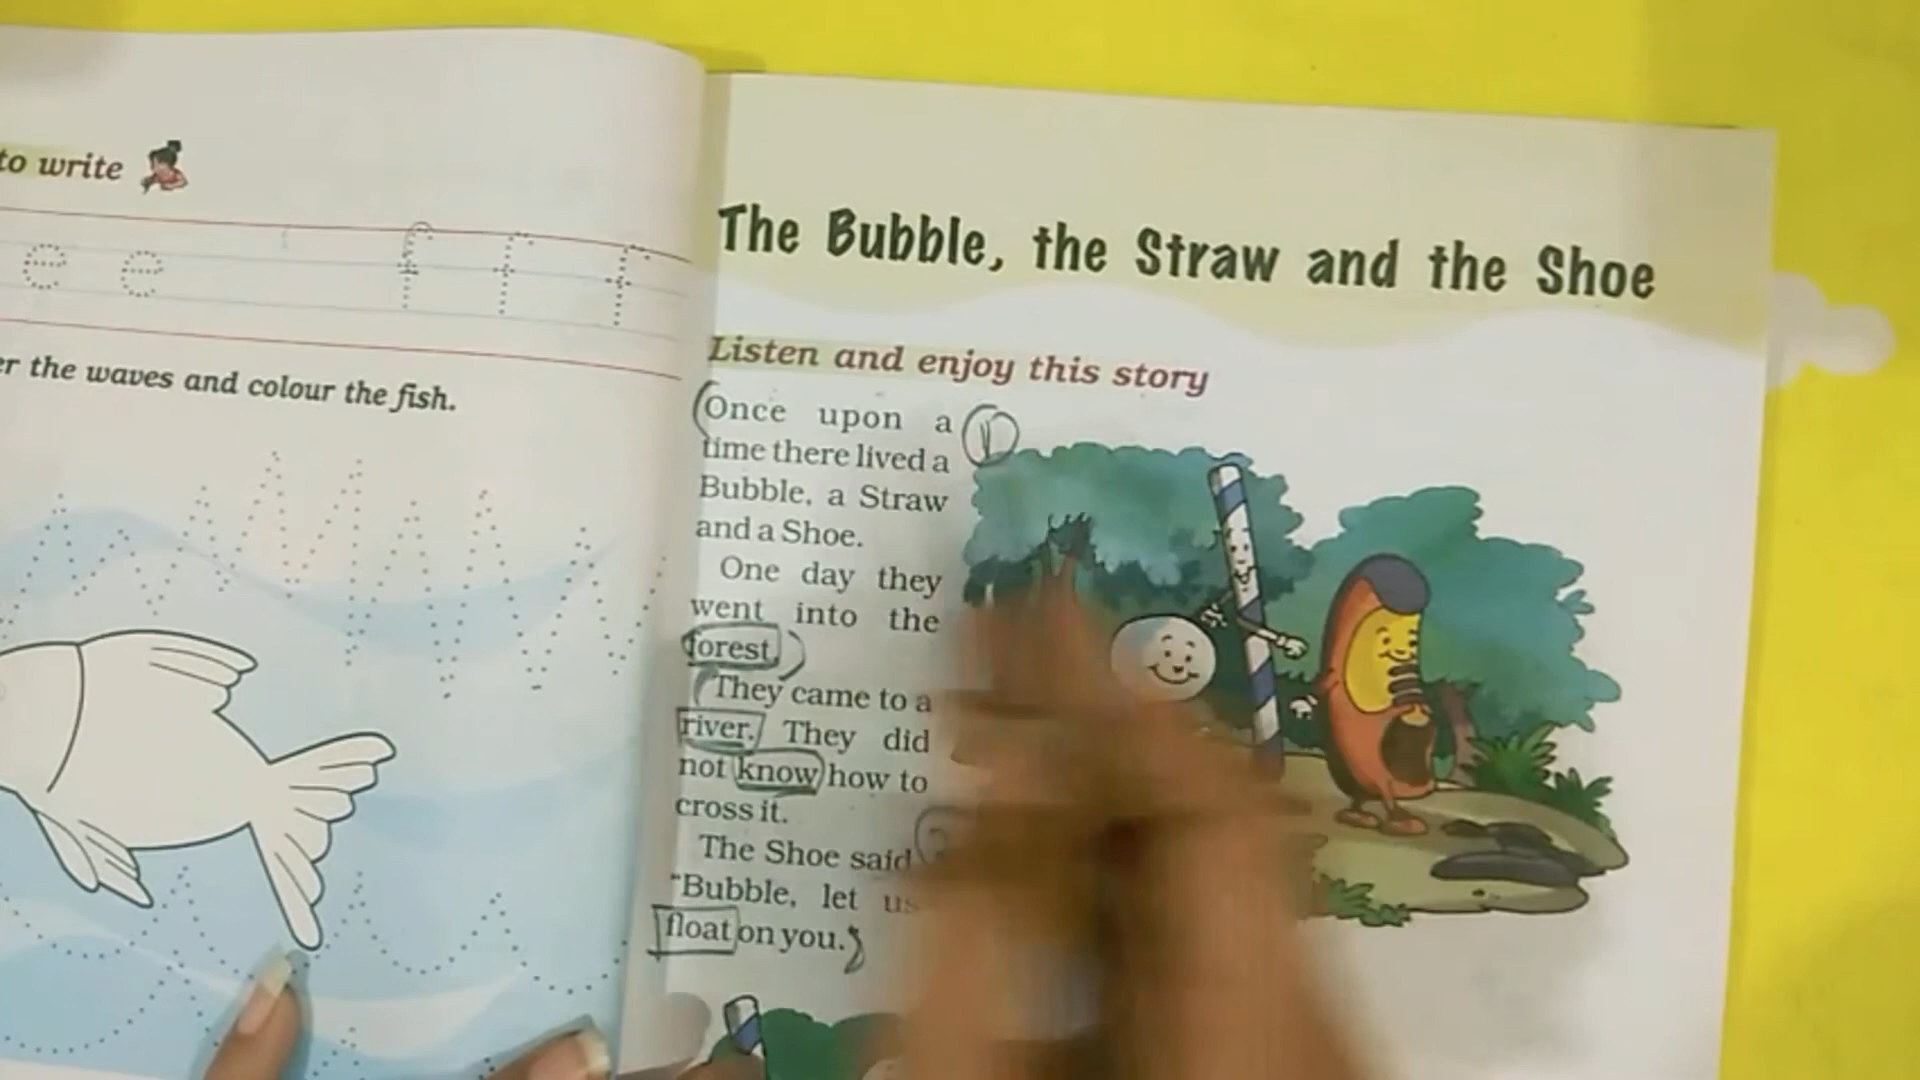 to write
e e f f f
er the waves and colour the fish.
The Bubble, the Straw and the Shoe
Listen and enjoy this story
Once upon a
time there lived a
Bubble, a Straw
and a Shoe.
One day they
went into the
forest.
They came to a
river. They did
not know how to
cross it.
The Shoe said
"Bubble, let us
float on you.